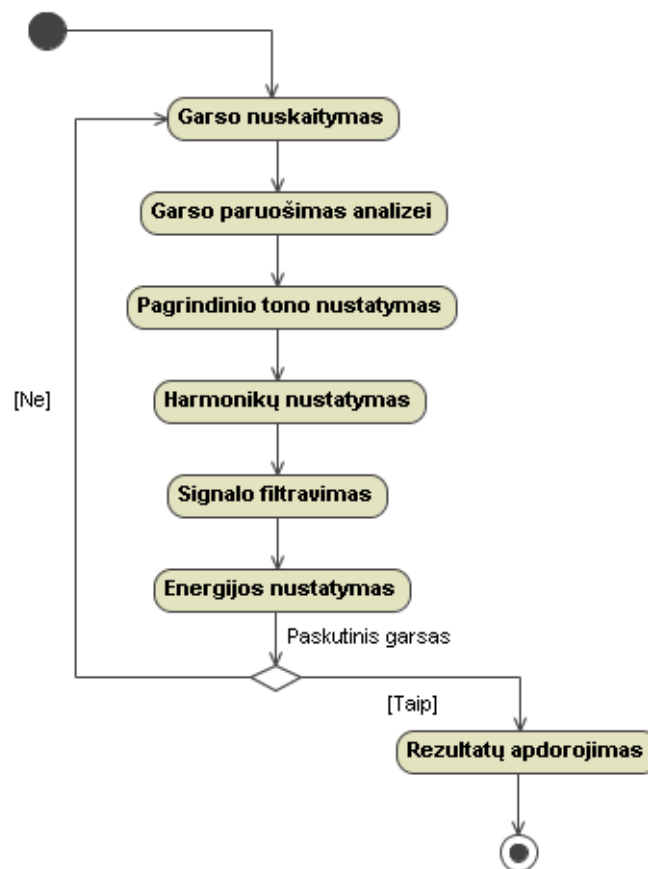 Garso nuskaitymas
Garso paruošimas analizei
Pagrindinio tono nustatymas
[Ne]
Harmonikų nustatymas
Signalo filtravimas
Energijos nustatymas
Paskutinis garsas
[Taip]
Rezultatų apdorojimas